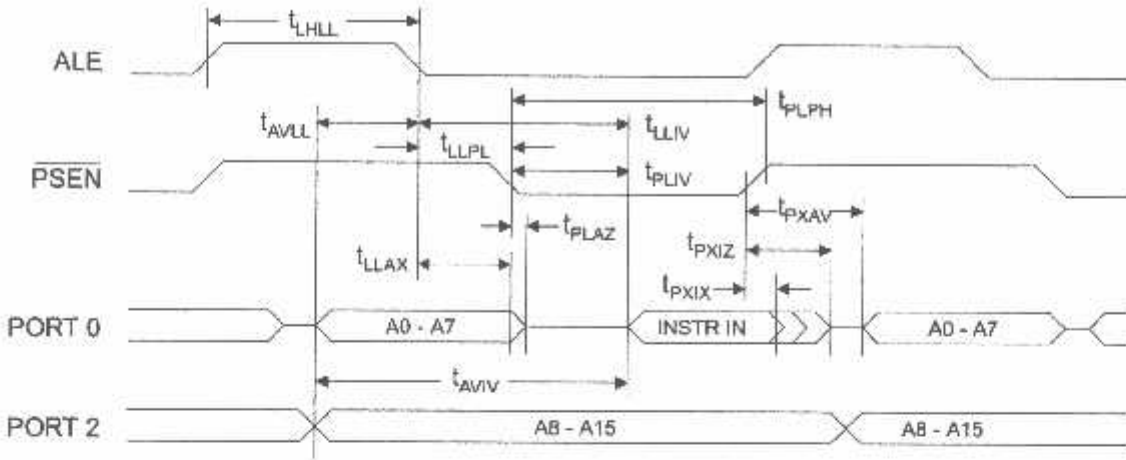 tLHLL
ALE
tPLPH
tAVLL
tLLIV
tLLPL
PSEN
tPLIV
tPXAV
tPLAZ
tPXIZ
tLLAX
tPXIX
PORT 0
A0 - A7
INSTR IN
A0 - A7
tAVIV
PORT 2
A8 - A15
A8 - A15